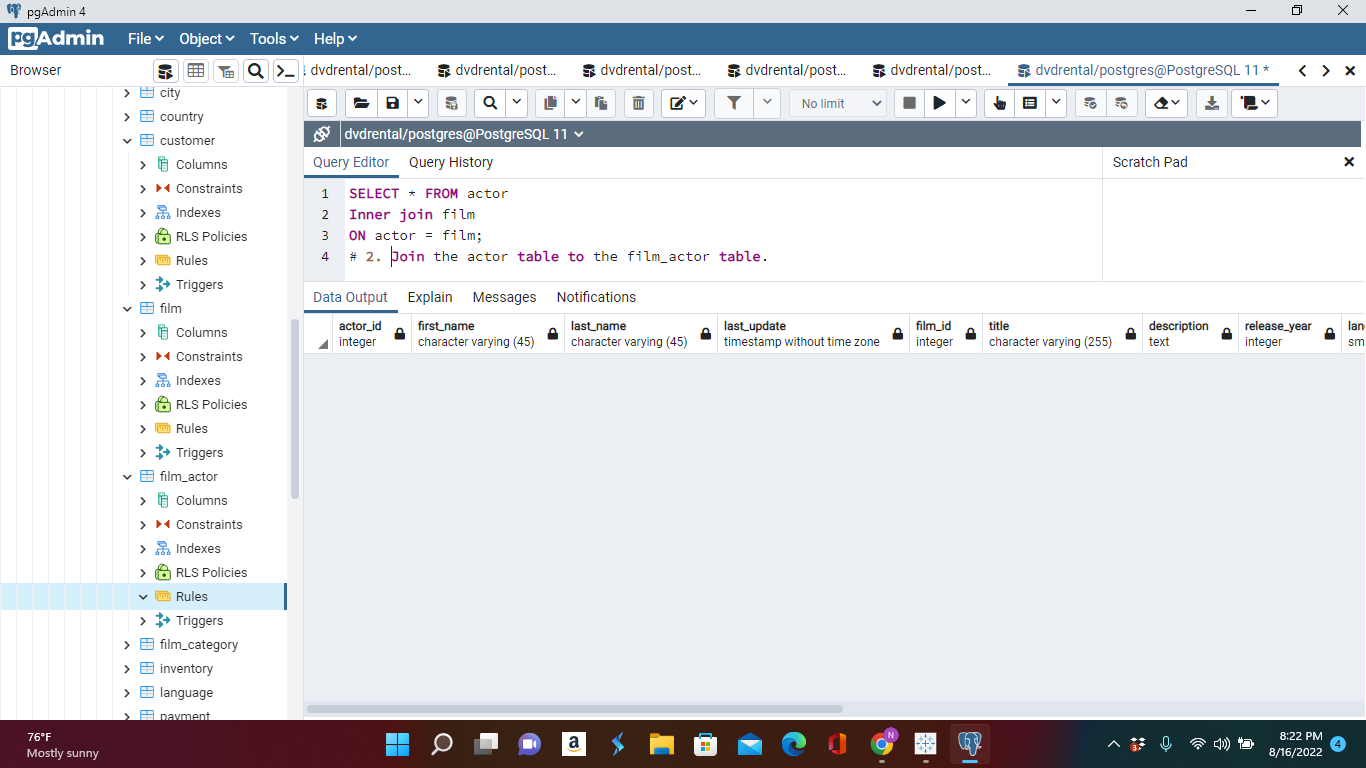 pgAdmin 4
pgAdmin
File Object Tools Help
Browser
dvdrental/post... dvdrental/post... dvdrental/post... dvdrental/post... dvdrental/post... dvdrental/postgres@PostgreSQL 11 *
No limit
dvdrental/postgres@PostgreSQL 11
Query Editor Query History
Scratch Pad
1 SELECT * FROM actor
2 Inner join film
3 ON actor = film;
4 # 2. Join the actor table to the film_actor table.
Data Output Explain Messages Notifications
actor_id first_name last_name last_update film_id title description release_year lan
integer character varying (45) character varying (45) timestamp without time zone integer character varying (255) text integer sm
city
country
customer
Columns
Constraints
Indexes
RLS Policies
Rules
Triggers
film
Columns
Constraints
Indexes
RLS Policies
Rules
Triggers
film_actor
Columns
Constraints
Indexes
RLS Policies
Rules
Triggers
film_category
inventory
language
payment
76°F
Mostly sunny
a
N
8:22 PM
8/16/2022
4